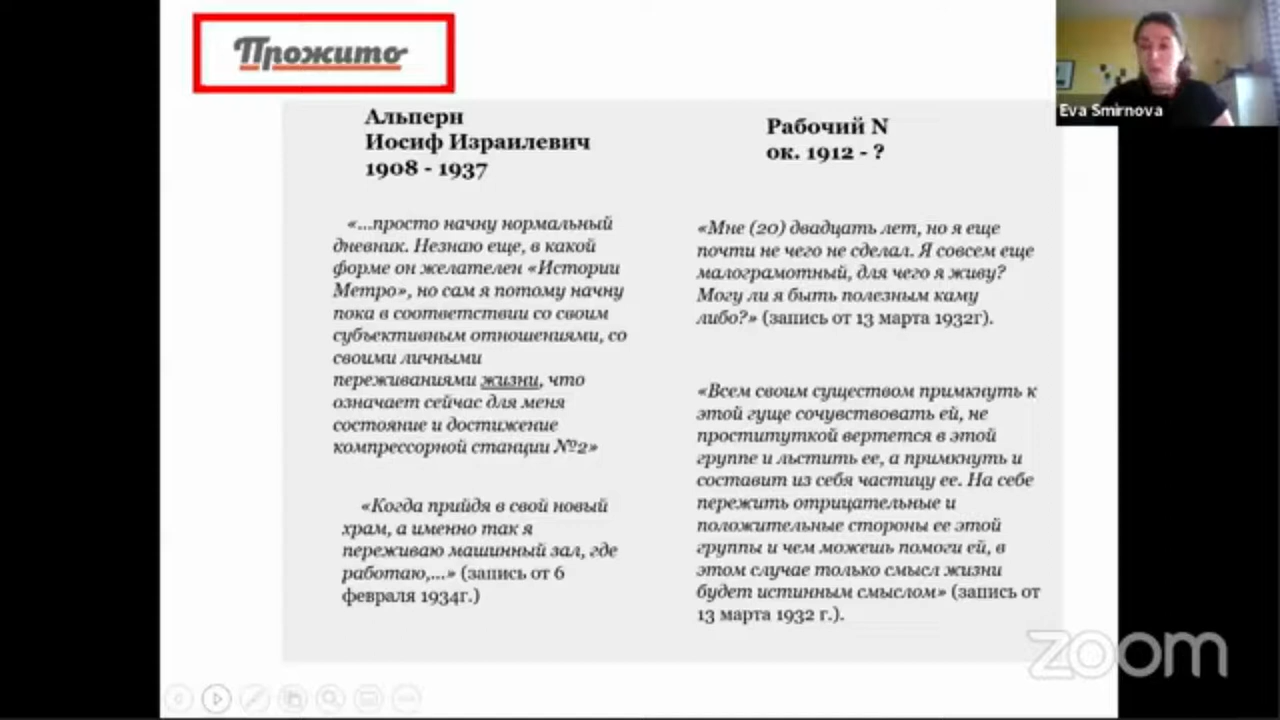 Прожито
Альперн
Иосиф Израилевич
1908 - 1937
«...просто начну нормальный
дневник. Незнаю еще, в какой
форме он желателен «Истории
Метро», но сам я потому начну
пока в соответствии со своим
субъективным отношениями, со
своими личными
переживаниями жизни, что
означает сейчас для меня
состояние и достижение
компрессорной станции №2»
«Когда прийдя в свой новый
храм, а именно так я
переживаю машинный зал, где
работаю,...» (запись от 6
февраля 1934г.)
Рабочий N
ок. 1912 - ?
«Мне (20) двадцать лет, но я еще
почти не чего не сделал. Я совсем еще
малограмотный, для чего я живу?
Могу ли я быть полезным каму
либо?» (запись от 13 марта 1932г).
«Всем своим существом примкнуть к
этой гуще сочувствовать ей, не
проституткой вертется в этой
группе и льстить ее, а примкнуть и
составит из себя частицу ее. На себе
пережить отрицательные и
положительные стороны ее этой
группы и чем можешь помоги ей, в
этом случае только смысл жизни
будет истинным смыслом» (запись от
13 марта 1932 г.).
Eva Smirnova
zoom